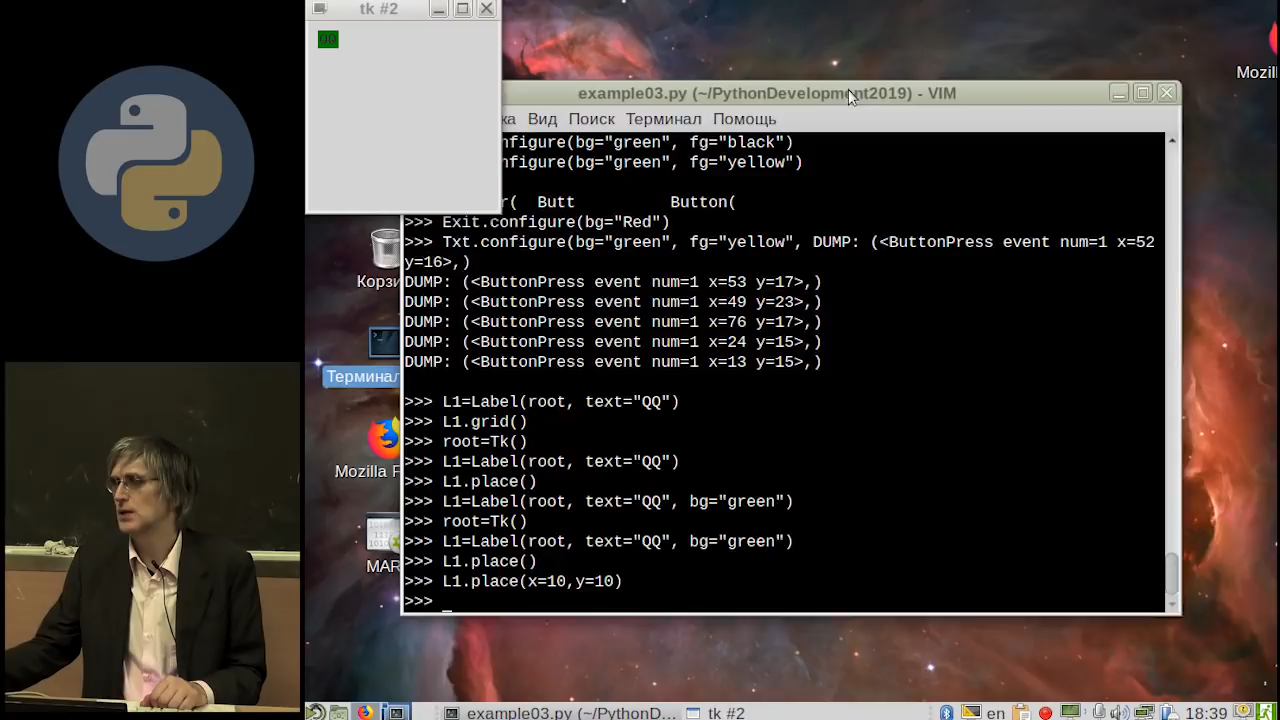 tk #2
QQ
Mozil
example03.py (~/PythonDevelopment2019) - VIM
ка Вид Поиск Терминал Помощь
nfigure(bg="green", fg="black")
nfigure(bg="green", fg="yellow")
r( Butt Button(
>>> Exit.configure(bg="Red")
>>> Txt.configure(bg="green", fg="yellow", DUMP: (<ButtonPress event num=1 x=52
y=16>,)
DUMP: (<ButtonPress event num=1 x=53 y=17>,)
DUMP: (<ButtonPress event num=1 x=49 y=23>,)
DUMP: (<ButtonPress event num=1 x=76 y=17>,)
DUMP: (<ButtonPress event num=1 x=24 y=15>,)
DUMP: (<ButtonPress event num=1 x=13 y=15>,)
>>> L1=Label(root, text="QQ")
>>> L1.grid()
>>> root=Tk()
>>> L1=Label(root, text="QQ")
>>> L1.place()
>>> L1=Label(root, text="QQ", bg="green")
>>> root=Tk()
>>> L1=Label(root, text="QQ", bg="green")
>>> L1.place()
>>> L1.place(x=10,y=10)
>>>
Корзи
Терминал
Mozilla F
MAR
example03.py (~/PythonD...
tk #2
en
18:39